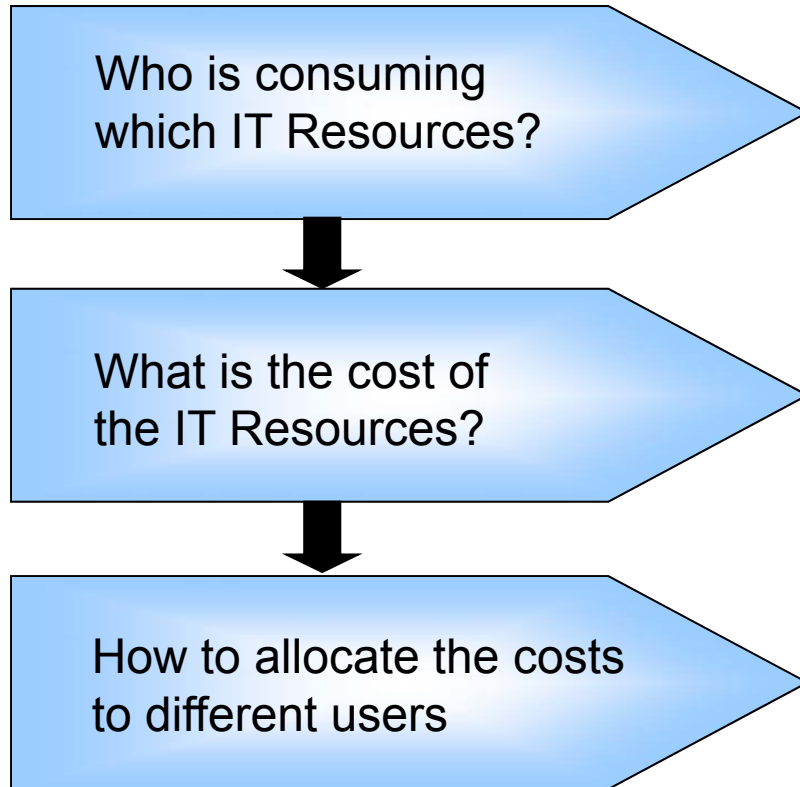 Who is consuming
which IT Resources?
What is the cost of
the IT Resources?
How to allocate the costs
to different users